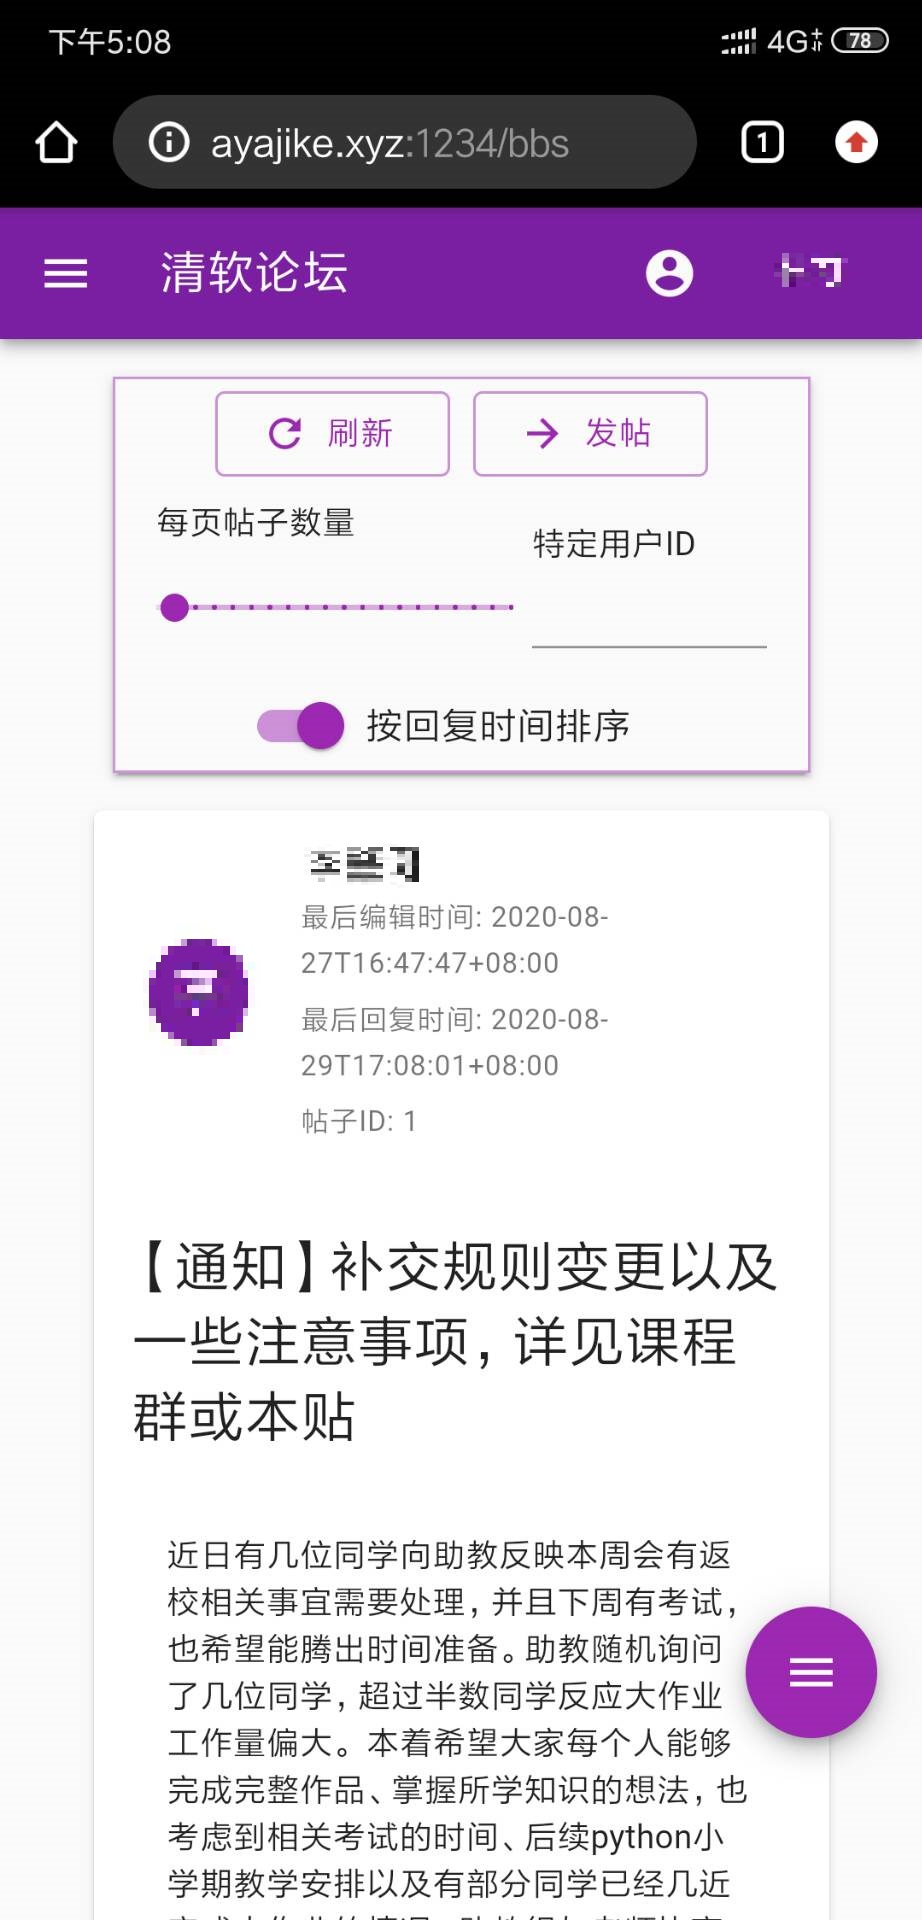 下午5:08
4G
78
ayajike.xyz:1234/bbs
1
清软论坛
刷新
发帖
每页帖子数量
特定用户ID
按回复时间排序
最后编辑时间: 2020-08-
27T16:47:47+08:00
最后回复时间: 2020-08-
29T17:08:01+08:00
帖子ID: 1
【通知】补交规则变更以及
一些注意事项，详见课程
群或本贴
近日有几位同学向助教反映本周会有返
校相关事宜需要处理，并且下周有考试，
也希望能腾出时间准备。助教随机询问
了几位同学，超过半数同学反应大作业
工作量偏大。本着希望大家每个人能够
完成完整作品、掌握所学知识的想法，也
考虑到相关考试的时间、后续python小
学期教学安排以及有部分同学已经几近